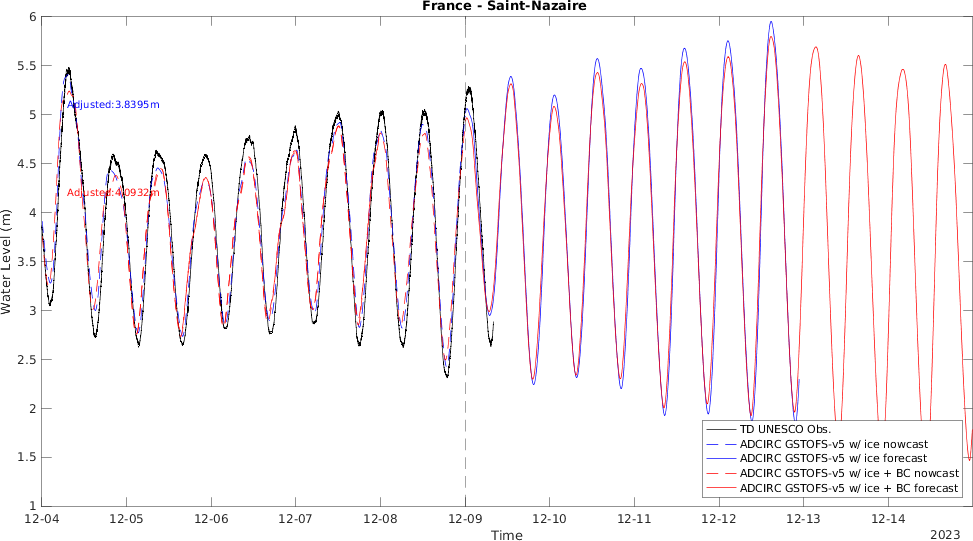 France - Saint-Nazaire
6
5.5
5
4.5
4
3.5
3
2.5
2
1.5
1
Water Level (m)
Adjusted:3.8395m
Adjusted:4.0932m
TD UNESCO Obs.
ADCIRC GSTOFS-v5 w/ ice nowcast
ADCIRC GSTOFS-v5 w/ ice forecast
ADCIRC GSTOFS-v5 w/ ice + BC nowcast
ADCIRC GSTOFS-v5 w/ ice + BC forecast
12-04 12-05 12-06 12-07 12-08 12-09 12-10 12-11 12-12 12-13 12-14
Time
2023